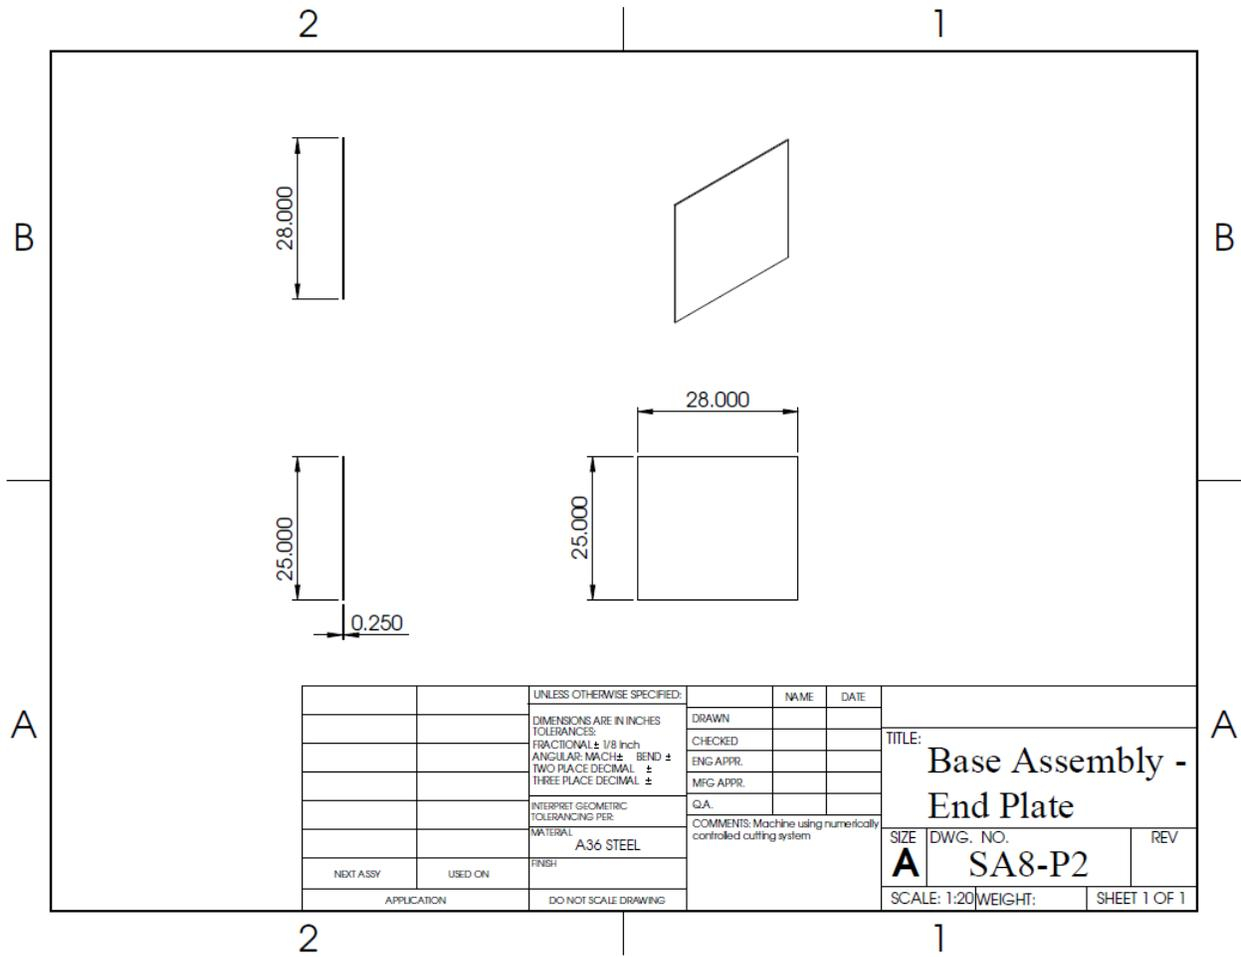 2
1
B
B
28.000
28.000
25.000
25.000
0.250
A
A
UNLESS OTHERWISE SPECIFIED:
DIMENSIONS ARE IN INCHES
TOLERANCES:
FRACTIONAL± 1/8 Inch
ANGULAR: MACH± BEND ±
TWO PLACE DECIMAL ±
THREE PLACE DECIMAL ±
INTERPRET GEOMETRIC
TOLERANCING PER:
MATERIAL
A36 STEEL
FINISH
DO NOT SCALE DRAWING
NEXT ASSY
USED ON
APPLICATION
NAME
DATE
DRAWN
CHECKED
ENG APPR.
MFG APPR.
Q.A.
COMMENTS: Machine using numerically
controlled cutting system
TITLE:
Base Assembly -
End Plate
SIZE
A
DWG. NO.
SA8-P2
REV
SCALE: 1:20
WEIGHT:
SHEET 1 OF 1
2
1